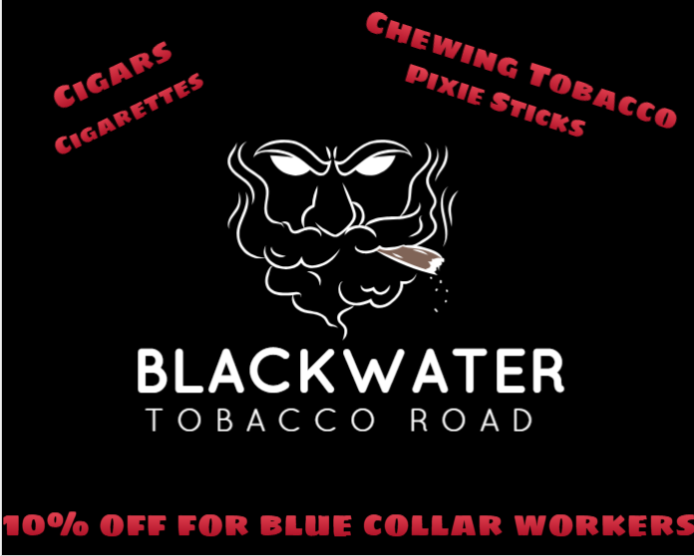 Cigars
Cigarettes
Chewing Tobacco
Pixie Sticks
BLACKWATER
TOBACCO ROAD
10% off for blue collar workers